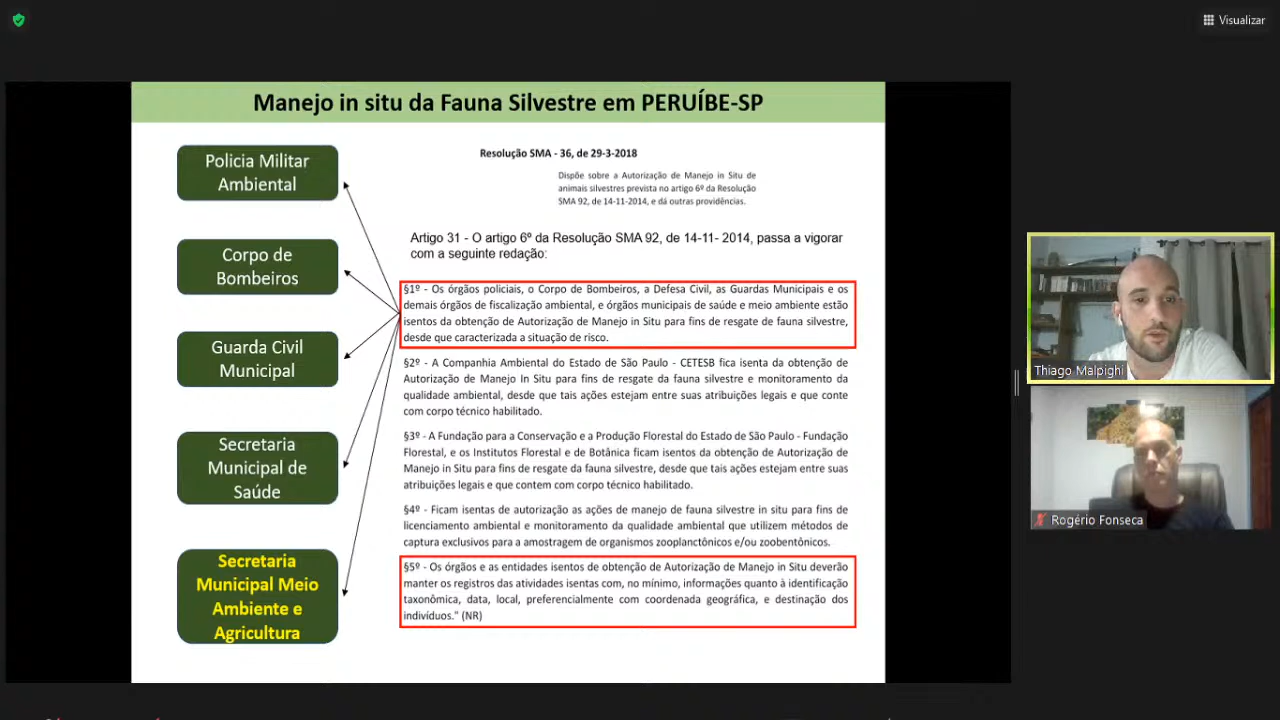 Visualizar
Manejo in situ da Fauna Silvestre em PERUÍBE-SP
Policia Militar
Ambiental
Corpo de
Bombeiros
Guarda Civil
Municipal
Secretaria
Municipal de
Saúde
Secretaria
Municipal Meio
Ambiente e
Agricultura
Resolução SMA - 36, de 29-3-2018
Dispõe sobre a Autorização de Manejo in Situ de
animais silvestres prevista no artigo 6º da Resolução
SMA 92, de 14-11-2014, e dá outras providências.
Artigo 31 - O artigo 6º da Resolução SMA 92, de 14-11- 2014, passa a vigorar
com a seguinte redação:
§1º - Os órgãos policiais, o Corpo de Bombeiros, a Defesa Civil, as Guardas Municipais e os
demais órgãos de fiscalização ambiental, e órgãos municipais de saúde e meio ambiente estão
isentos da obtenção de Autorização de Manejo in Situ para fins de resgate de fauna silvestre,
desde que caracterizada a situação de risco.
§2º - A Companhia Ambiental do Estado de São Paulo - CETESB fica isenta da obtenção de
Autorização de Manejo In Situ para fins de resgate da fauna silvestre e monitoramento da
qualidade ambiental, desde que tais ações estejam entre suas atribuições legais e que conte
com corpo técnico habilitado.
§3º - A Fundação para a Conservação e a Produção Florestal do Estado de São Paulo - Fundação
Florestal, e os Institutos Florestal e de Botânica ficam isentos da obtenção de Autorização de
Manejo in Situ para fins de resgate da fauna silvestre, desde que tais ações estejam entre suas
atribuições legais e que contem com corpo técnico habilitado.
§4º - Ficam isentas de autorização as ações de manejo de fauna silvestre in situ para fins de
licenciamento ambiental e monitoramento da qualidade ambiental que utilizem métodos de
captura exclusivos para a amostragem de organismos zooplanctônicos e/ou zoobentônicos.
§5º - Os órgãos e as entidades isentos de obtenção de Autorização de Manejo in Situ deverão
manter os registros das atividades isentas com, no mínimo, informações quanto à identificação
taxonômica, data, local, preferencialmente com coordenada geográfica, e destinação dos
indivíduos." (NR)
Thiago Malpighi
Rogério Fonseca